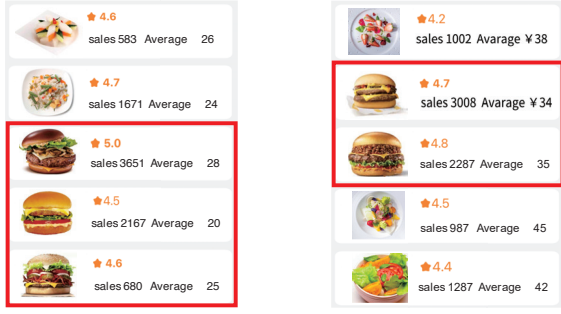 4.6
sales 583 Average 26
4.7
sales 1671 Average 24
5.0
sales 3651 Average 28
4.5
sales 2167 Average 20
4.6
sales 680 Average 25
4.2
sales 1002 Avarage ¥38
4.7
sales 3008 Avarage ¥34
4.8
sales 2287 Average 35
4.5
sales 987 Average 45
4.4
sales 1287 Average 42